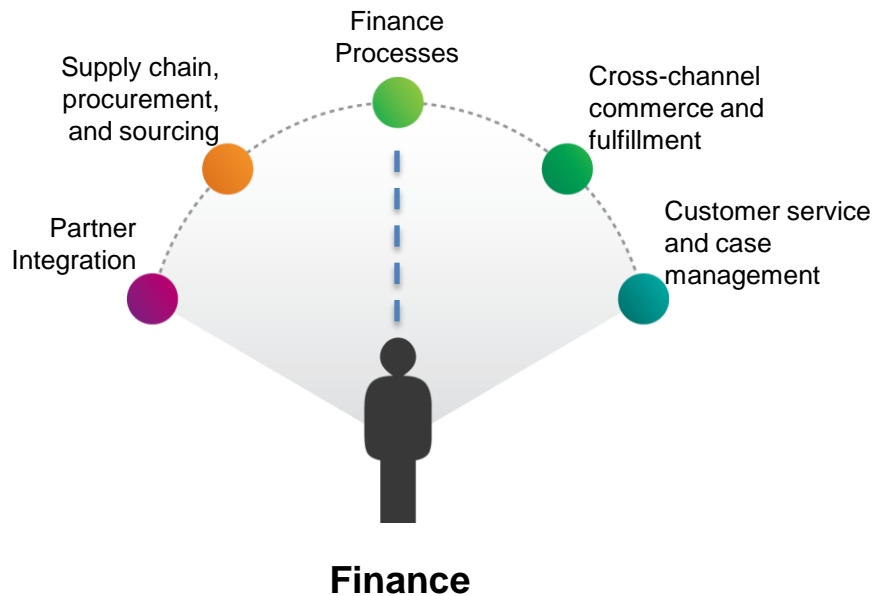 Finance
Processes
Supply chain,
procurement,
and sourcing
Cross-channel
commerce and
fulfillment
Partner
Integration
Customer service
and case
management
Finance